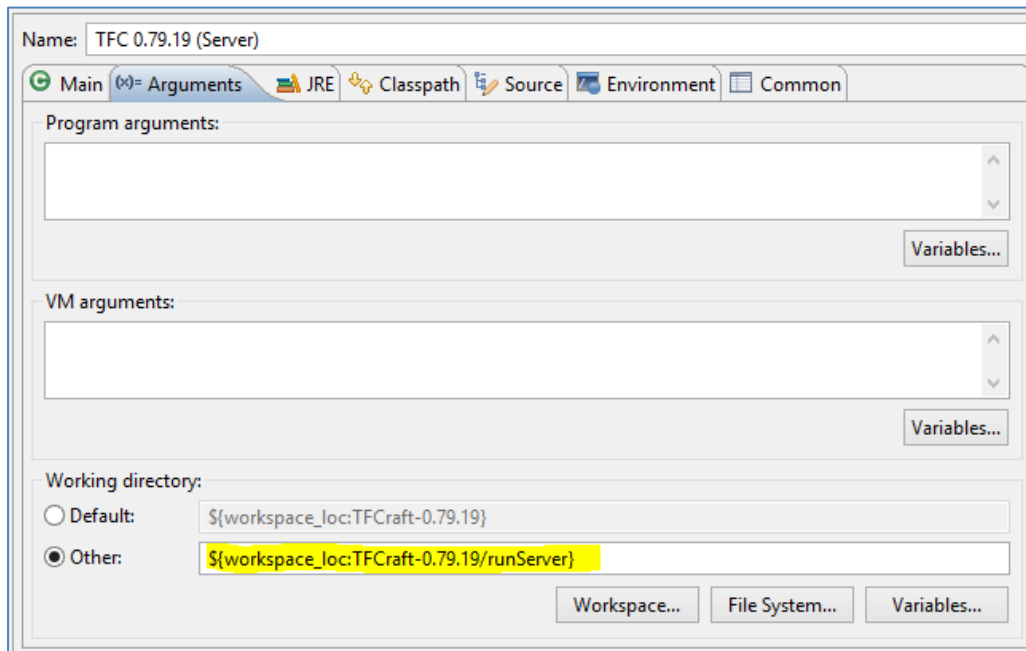 Name: TFC 0.79.19 (Server)
Main (x)= Arguments JRE Classpath Source Environment Common
Program arguments:
Variables...
VM arguments:
Variables...
Working directory:
Default: ${workspace_loc:TFCraft-0.79.19}
Other: ${workspace_loc:TFCraft-0.79.19/runServer}
Workspace... File System... Variables...